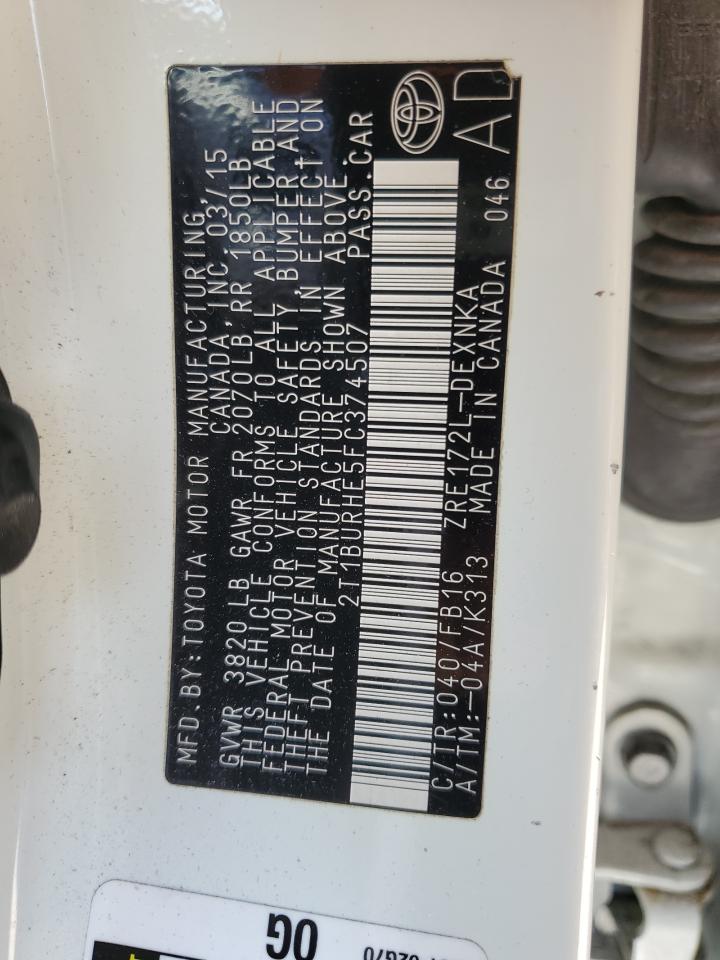 MFD.BY:TOYOTA MOTOR MANUFACTURING,
CANADA, INC. 03/15
GVWR 3820 LB GAWR FR 2070LB, RR 1850LB
THIS VEHICLE CONFORMS TO ALL APPLICABLE
FEDERAL MOTOR VEHICLE SAFETY,BUMPER,AND
THEFT PREVENTION STANDARDS IN EFFECT ON
THE DATE OF MANUFACTURE SHOWN ABOVE.
2T1BURHE5FC374507 PASS.CAR
C/TR:040/FB16 ZRE172L-DEXNKA
A/TM:-04A/K313 MADE IN CANADA 046
AD
0G
02G70